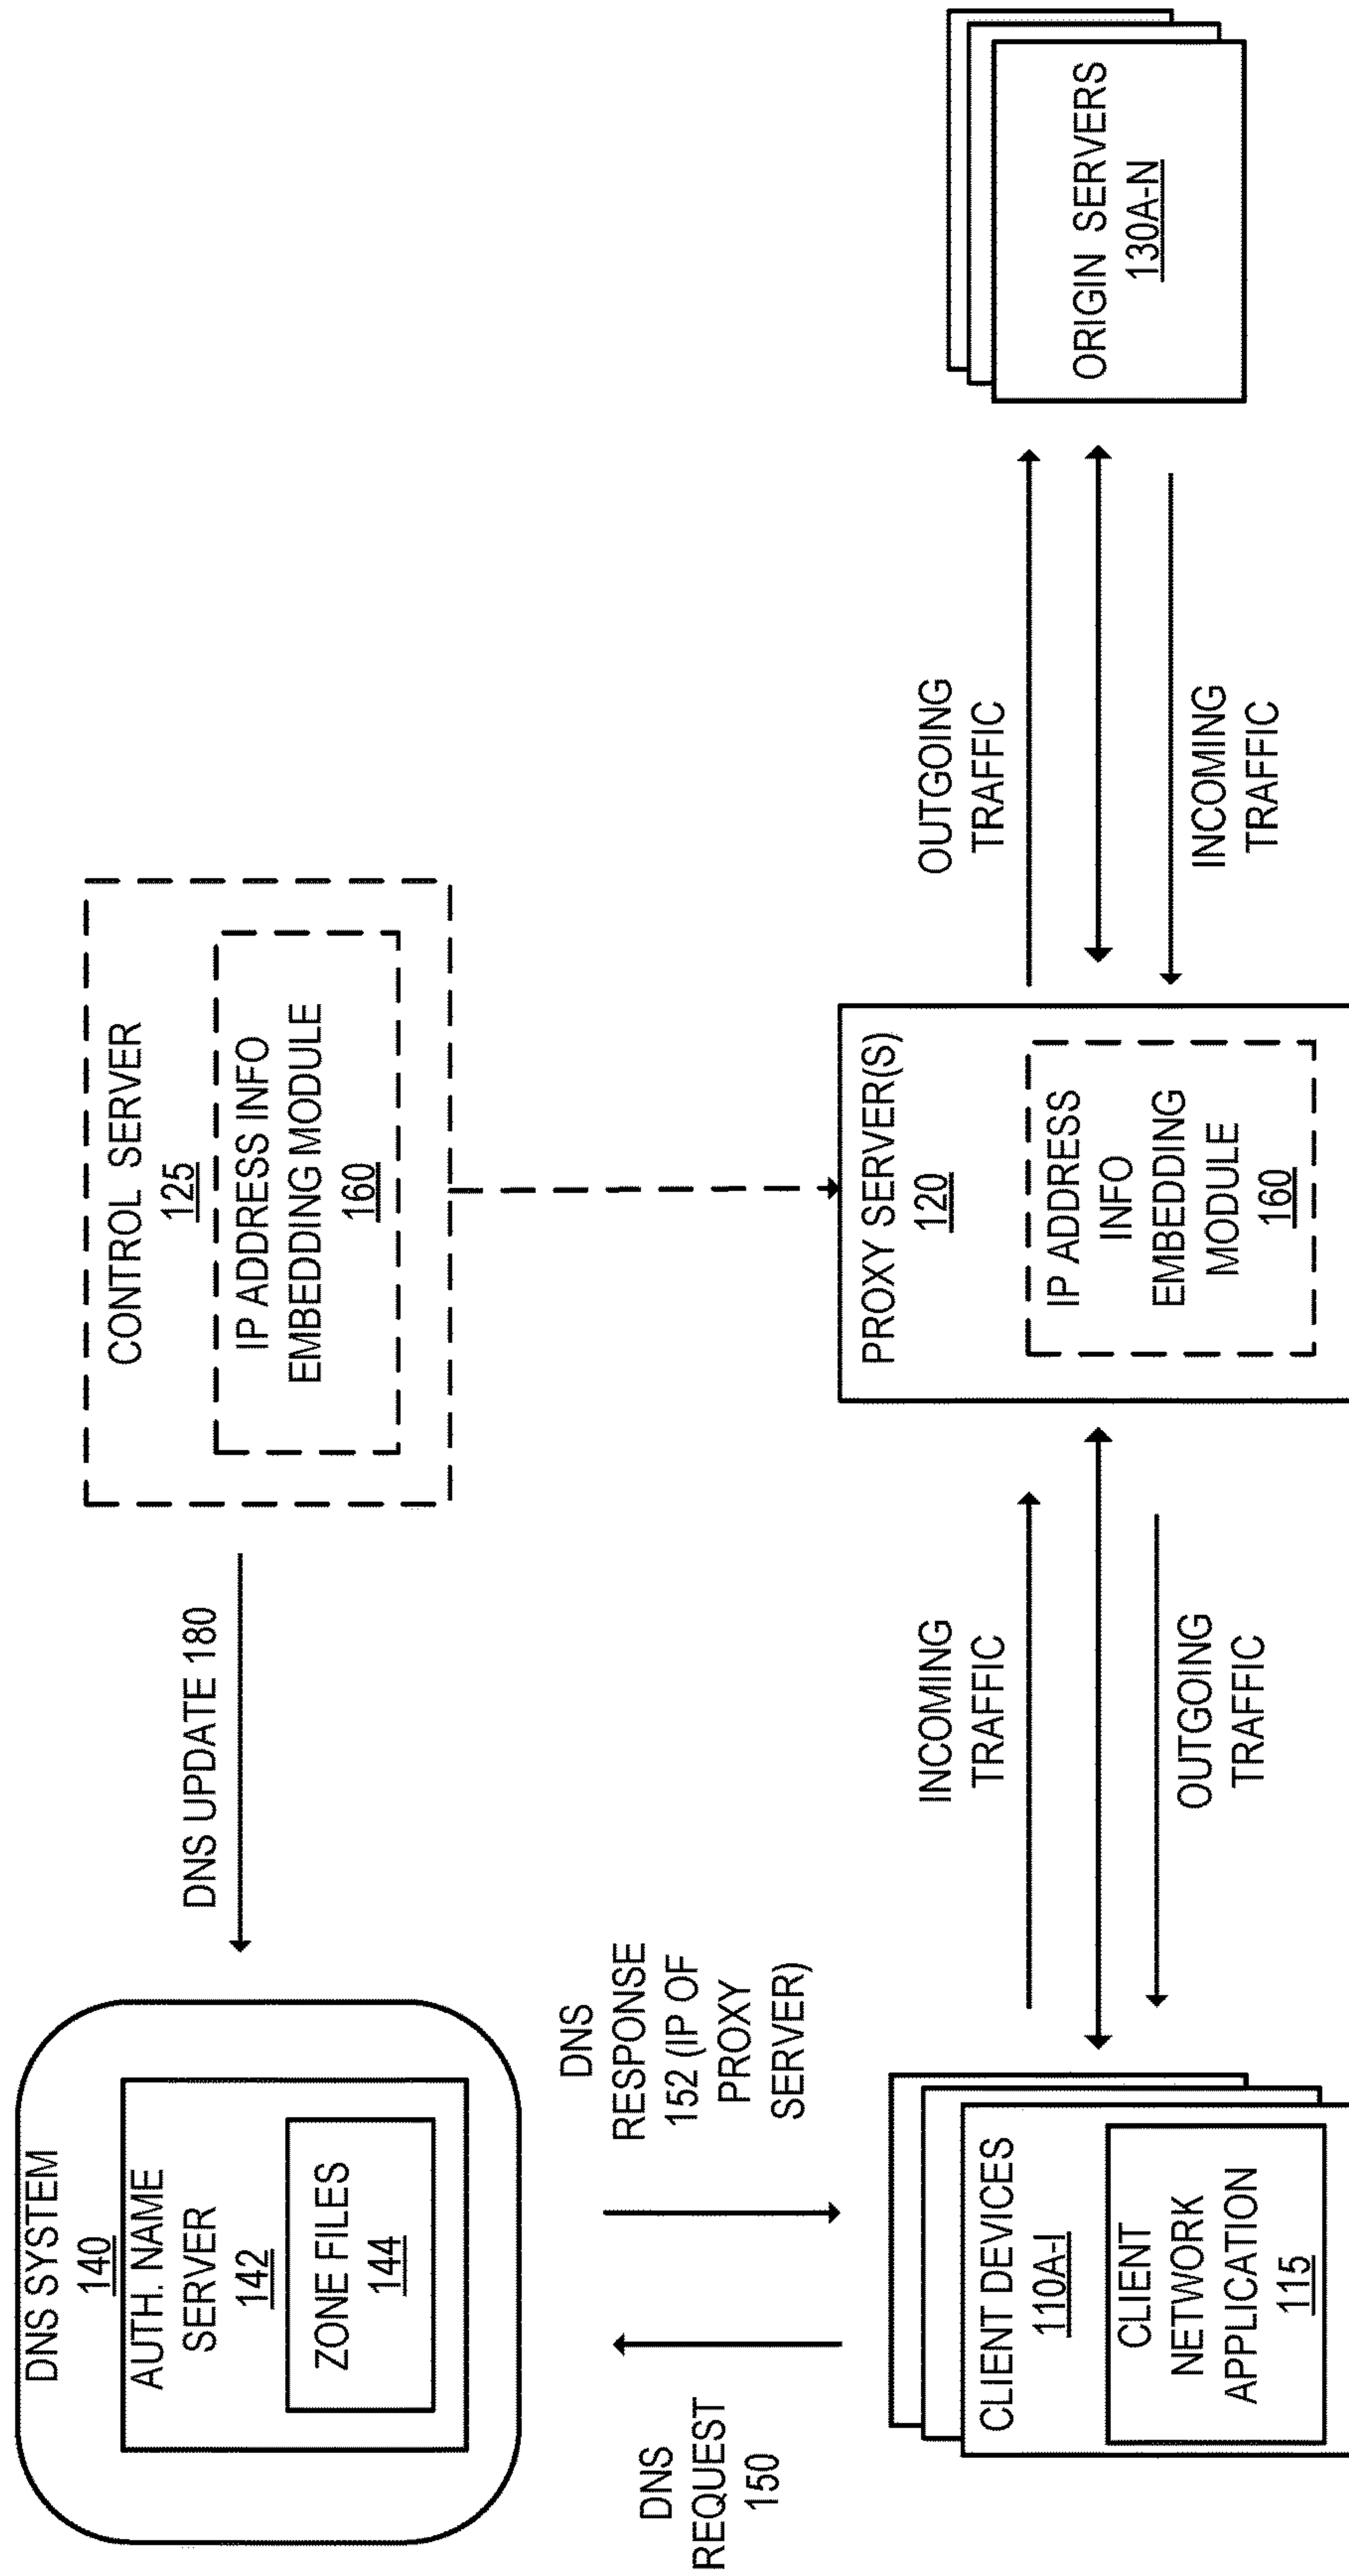 DNS SYSTEM
140
AUTH. NAME
SERVER
142
ZONE FILES
144
DNS UPDATE 180
CONTROL SERVER
125
IP ADDRESS INFO
EMBEDDING MODULE
160
DNS
REQUEST
150
DNS
RESPONSE
152 (IP OF
PROXY
SERVER)
CLIENT DEVICES
110A-I
CLIENT
NETWORK
APPLICATION
115
INCOMING
TRAFFIC
OUTGOING
TRAFFIC
PROXY SERVER(S)
120
IP ADDRESS
INFO
EMBEDDING
MODULE
160
OUTGOING
TRAFFIC
INCOMING
TRAFFIC
ORIGIN SERVERS
130A-N